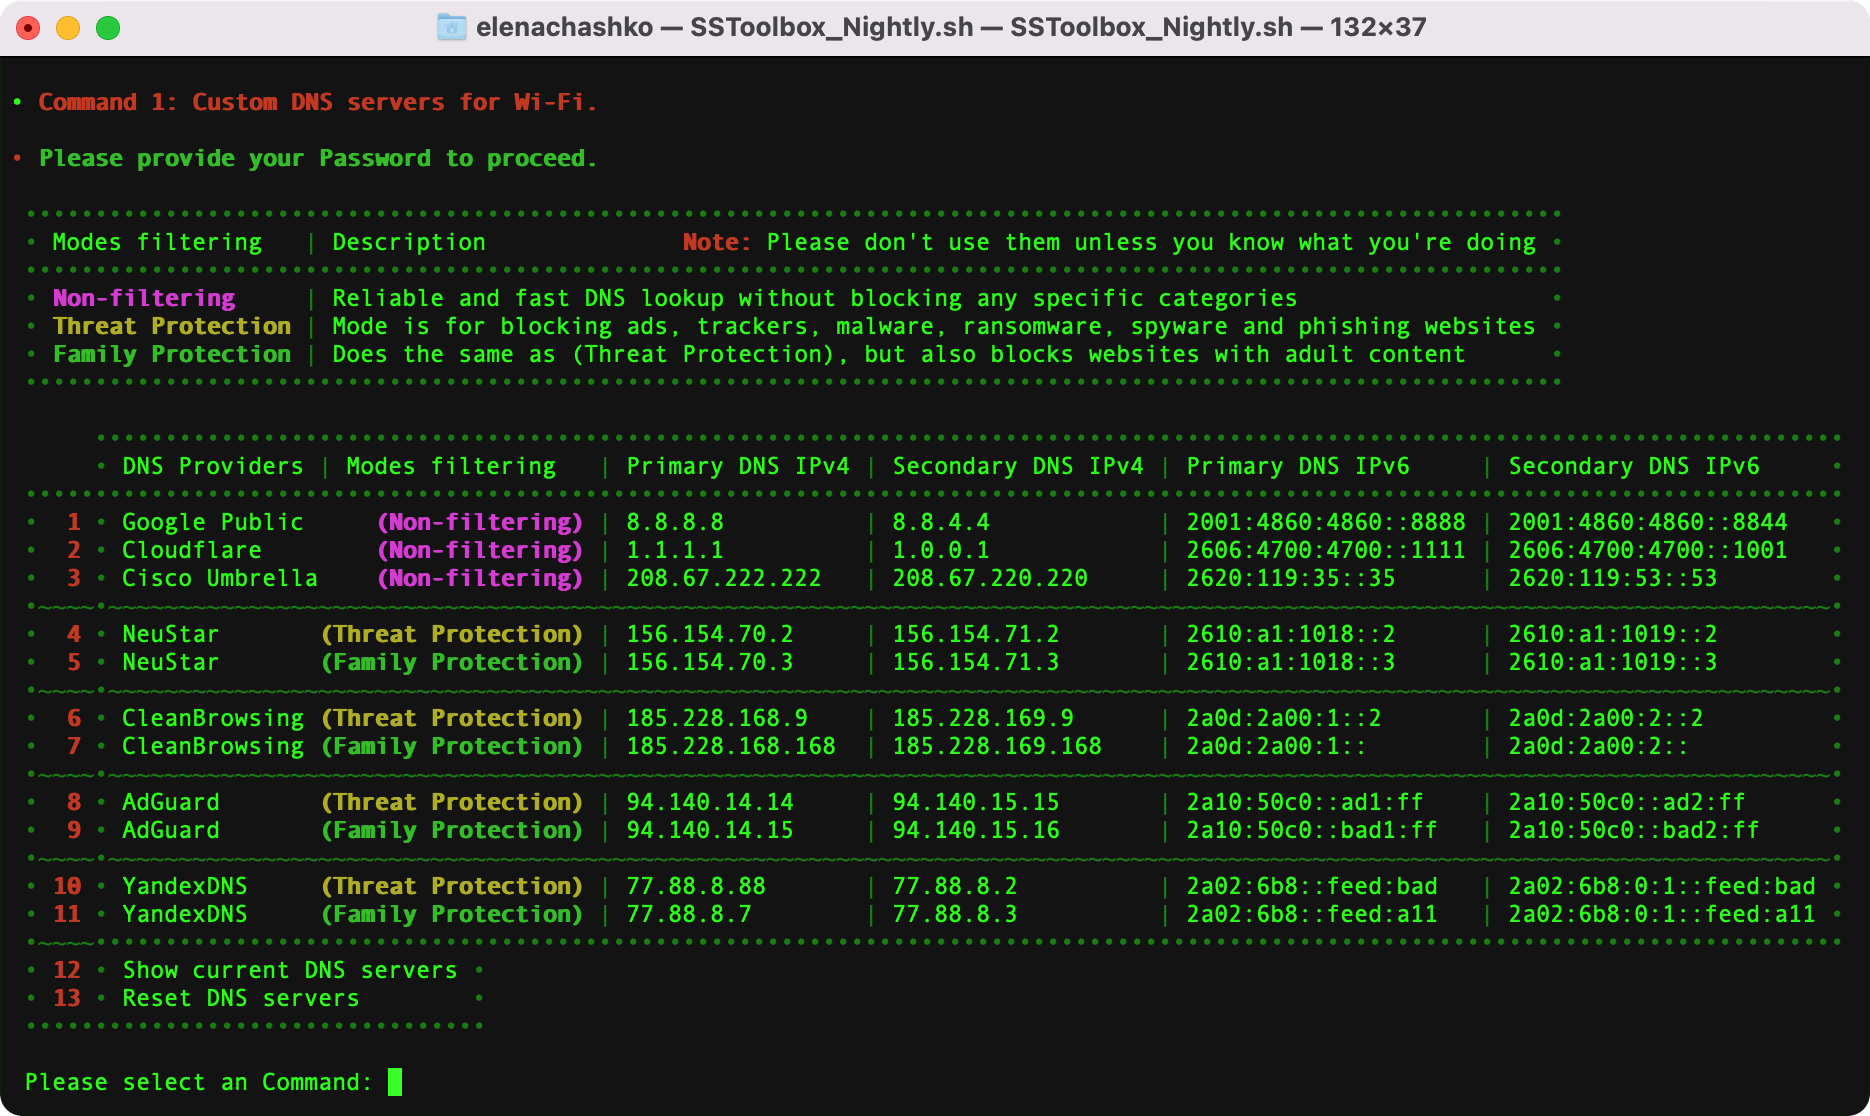 elenachashko — SSToolbox_Nightly.sh — SSToolbox_Nightly.sh — 132×37
• Command 1: Custom DNS servers for Wi-Fi.
• Please provide your Password to proceed.
• Modes filtering | Description Note: Please don't use them unless you know what you're doing •
• Non-filtering | Reliable and fast DNS lookup without blocking any specific categories •
• Threat Protection | Mode is for blocking ads, trackers, malware, ransomware, spyware and phishing websites •
• Family Protection | Does the same as (Threat Protection), but also blocks websites with adult content •
• DNS Providers | Modes filtering | Primary DNS IPv4 | Secondary DNS IPv4 | Primary DNS IPv6 | Secondary DNS IPv6 •
• 1 • Google Public (Non-filtering) | 8.8.8.8 | 8.8.4.4 | 2001:4860:4860::8888 | 2001:4860:4860::8844 •
• 2 • Cloudflare (Non-filtering) | 1.1.1.1 | 1.0.0.1 | 2606:4700:4700::1111 | 2606:4700:4700::1001 •
• 3 • Cisco Umbrella (Non-filtering) | 208.67.222.222 | 208.67.220.220 | 2620:119:35::35 | 2620:119:53::53 •
• 4 • NeuStar (Threat Protection) | 156.154.70.2 | 156.154.71.2 | 2610:a1:1018::2 | 2610:a1:1019::2 •
• 5 • NeuStar (Family Protection) | 156.154.70.3 | 156.154.71.3 | 2610:a1:1018::3 | 2610:a1:1019::3 •
• 6 • CleanBrowsing (Threat Protection) | 185.228.168.9 | 185.228.169.9 | 2a0d:2a00:1::2 | 2a0d:2a00:2::2 •
• 7 • CleanBrowsing (Family Protection) | 185.228.168.168 | 185.228.169.168 | 2a0d:2a00:1:: | 2a0d:2a00:2:: •
• 8 • AdGuard (Threat Protection) | 94.140.14.14 | 94.140.15.15 | 2a10:50c0::ad1:ff | 2a10:50c0::ad2:ff •
• 9 • AdGuard (Family Protection) | 94.140.14.15 | 94.140.15.16 | 2a10:50c0::bad1:ff | 2a10:50c0::bad2:ff •
• 10 • YandexDNS (Threat Protection) | 77.88.8.88 | 77.88.8.2 | 2a02:6b8::feed:bad | 2a02:6b8:0:1::feed:bad •
• 11 • YandexDNS (Family Protection) | 77.88.8.7 | 77.88.8.3 | 2a02:6b8::feed:a11 | 2a02:6b8:0:1::feed:a11 •
• 12 • Show current DNS servers •
• 13 • Reset DNS servers •
Please select an Command: